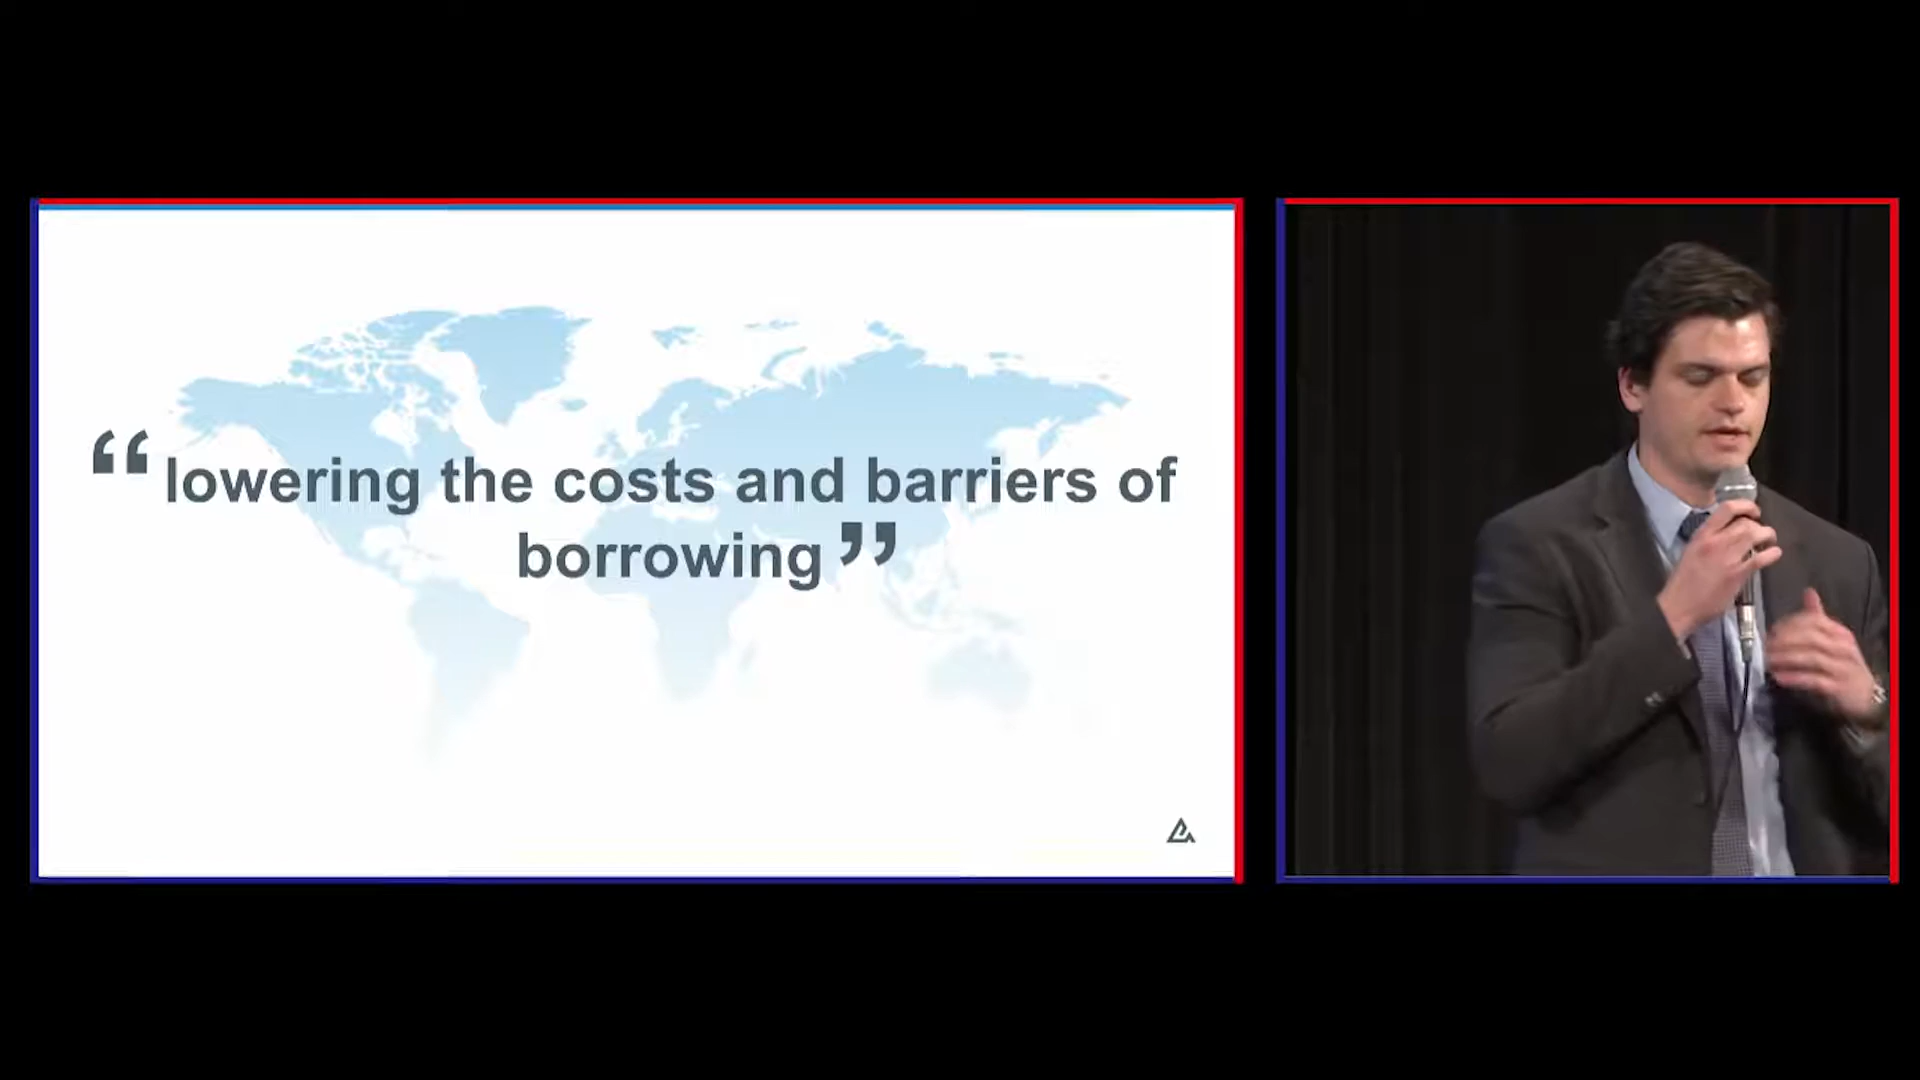 “lowering the costs and barriers of
borrowing”